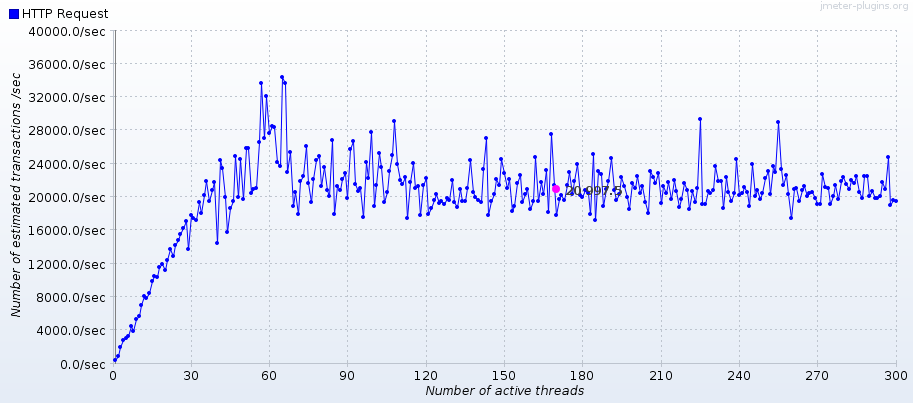 jmeter-plugins.org
HTTP Request
40000.0/sec
36000.0/sec
32000.0/sec
28000.0/sec
24000.0/sec
20000.0/sec
16000.0/sec
12000.0/sec
8000.0/sec
4000.0/sec
0.0/sec
Number of estimated transactions /sec
20,997.5
0 30 60 90 120 150 180 210 240 270 300
Number of active threads